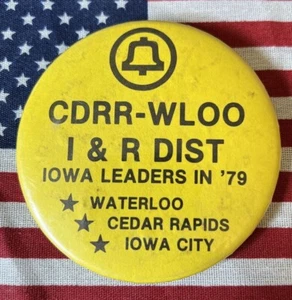 CDRR-WLOO
I & R DIST
IOWA LEADERS IN '79
WATERLOO
CEDAR RAPIDS
IOWA CITY